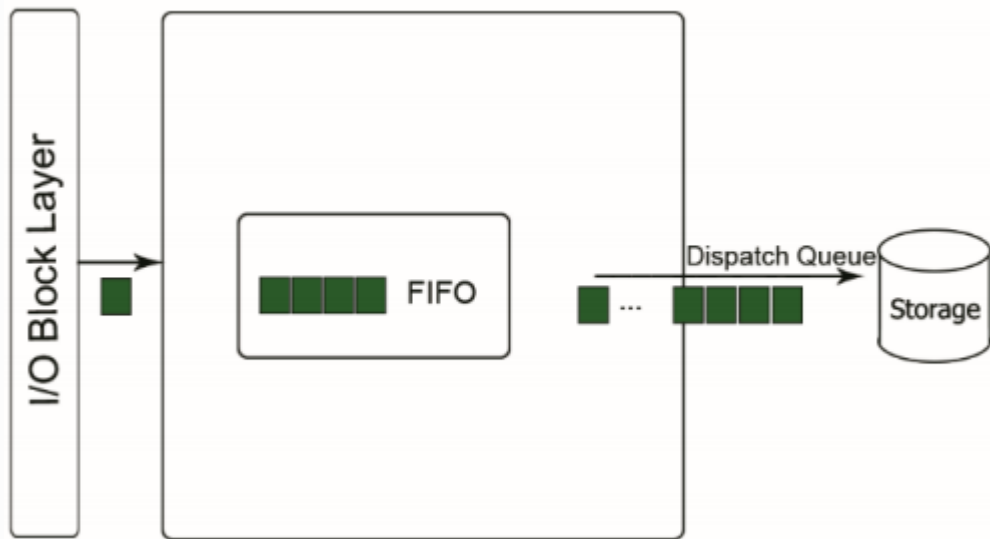 I/O Block Layer
FIFO
...
Dispatch Queue
Storage